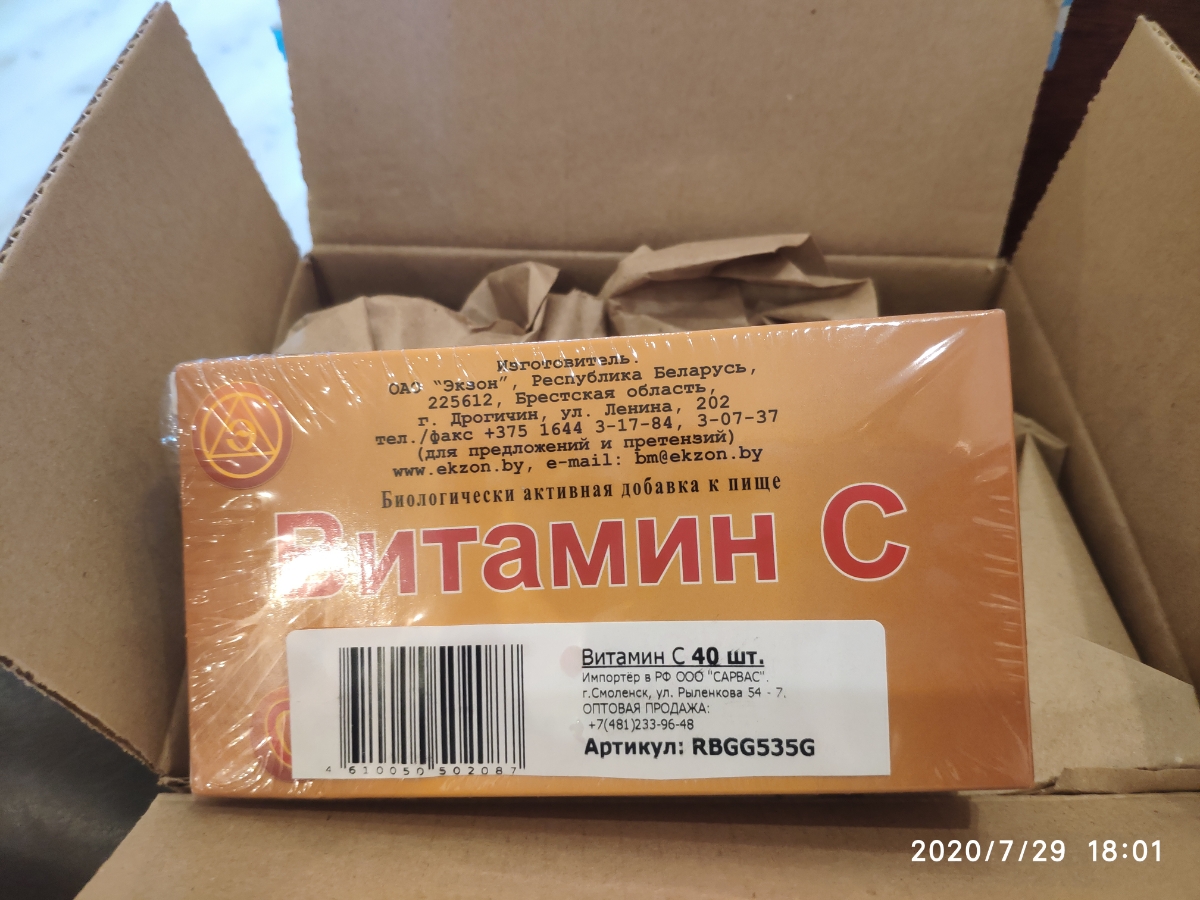 Изготовитель:
ОАО "Экзон", Республика Беларусь,
225612, Брестская область,
г. Дрогичин, ул. Ленина, 202
тел./факс +375 1644 3-17-84, 3-07-37
(для предложений и претензий)
www.ekzon.by, e-mail: bm@ekzon.by
Э
Биологически активная добавка к пище
Витамин С
Витамин С 40 шт.
Импортёр в РФ ООО "САРВАС".
г.Смоленск, ул. Рыленкова 54 - 7.
ОПТОВАЯ ПРОДАЖА:
+7(481)233-96-48
Артикул: RBGG535G
4 610050 502087
2020/7/29 18:01